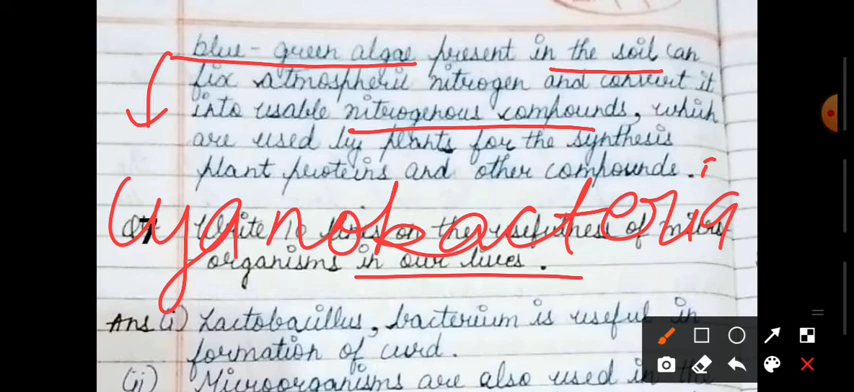 blue-green algae present in the soil can
fix atmospheric nitrogen and convert it
into usable nitrogenous compounds, which
are used by plants for the synthesis
plant proteins and other compounds.
Cyanobacteria
Q7 Write 10 lines on the usefulness of micro-
organisms in our lives.
Ans.(i) Lactobacillus, bacterium is useful in
formation of curd.
(ii) Microorganisms are also used in the